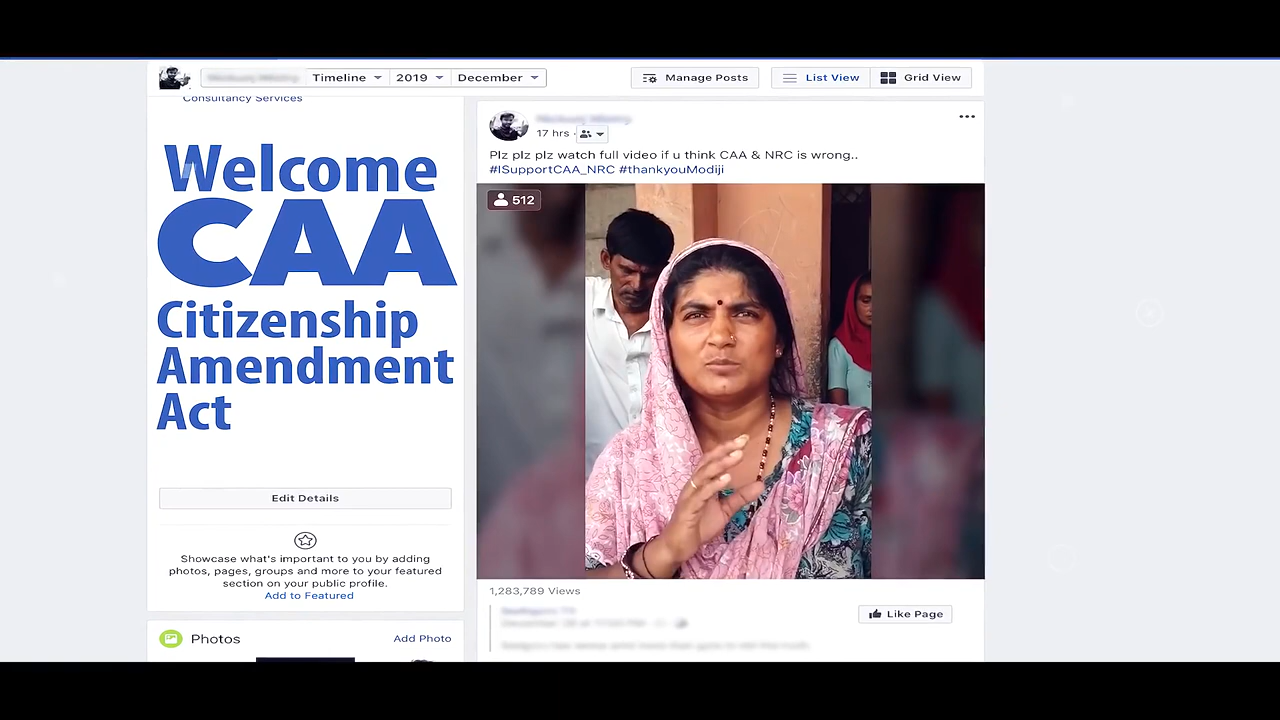 Timeline 2019 December Manage Posts List View Grid View
Consultancy Services
Welcome
CAA
Citizenship
Amendment
Act
Edit Details
Showcase what's important to you by adding
photos, pages, groups and more to your featured
section on your public profile.
Add to Featured
Photos Add Photo
17 hrs
Plz plz plz watch full video if u think CAA & NRC is wrong..
#ISupportCAA_NRC #thankyouModiji
512
1,283,789 Views
Like Page